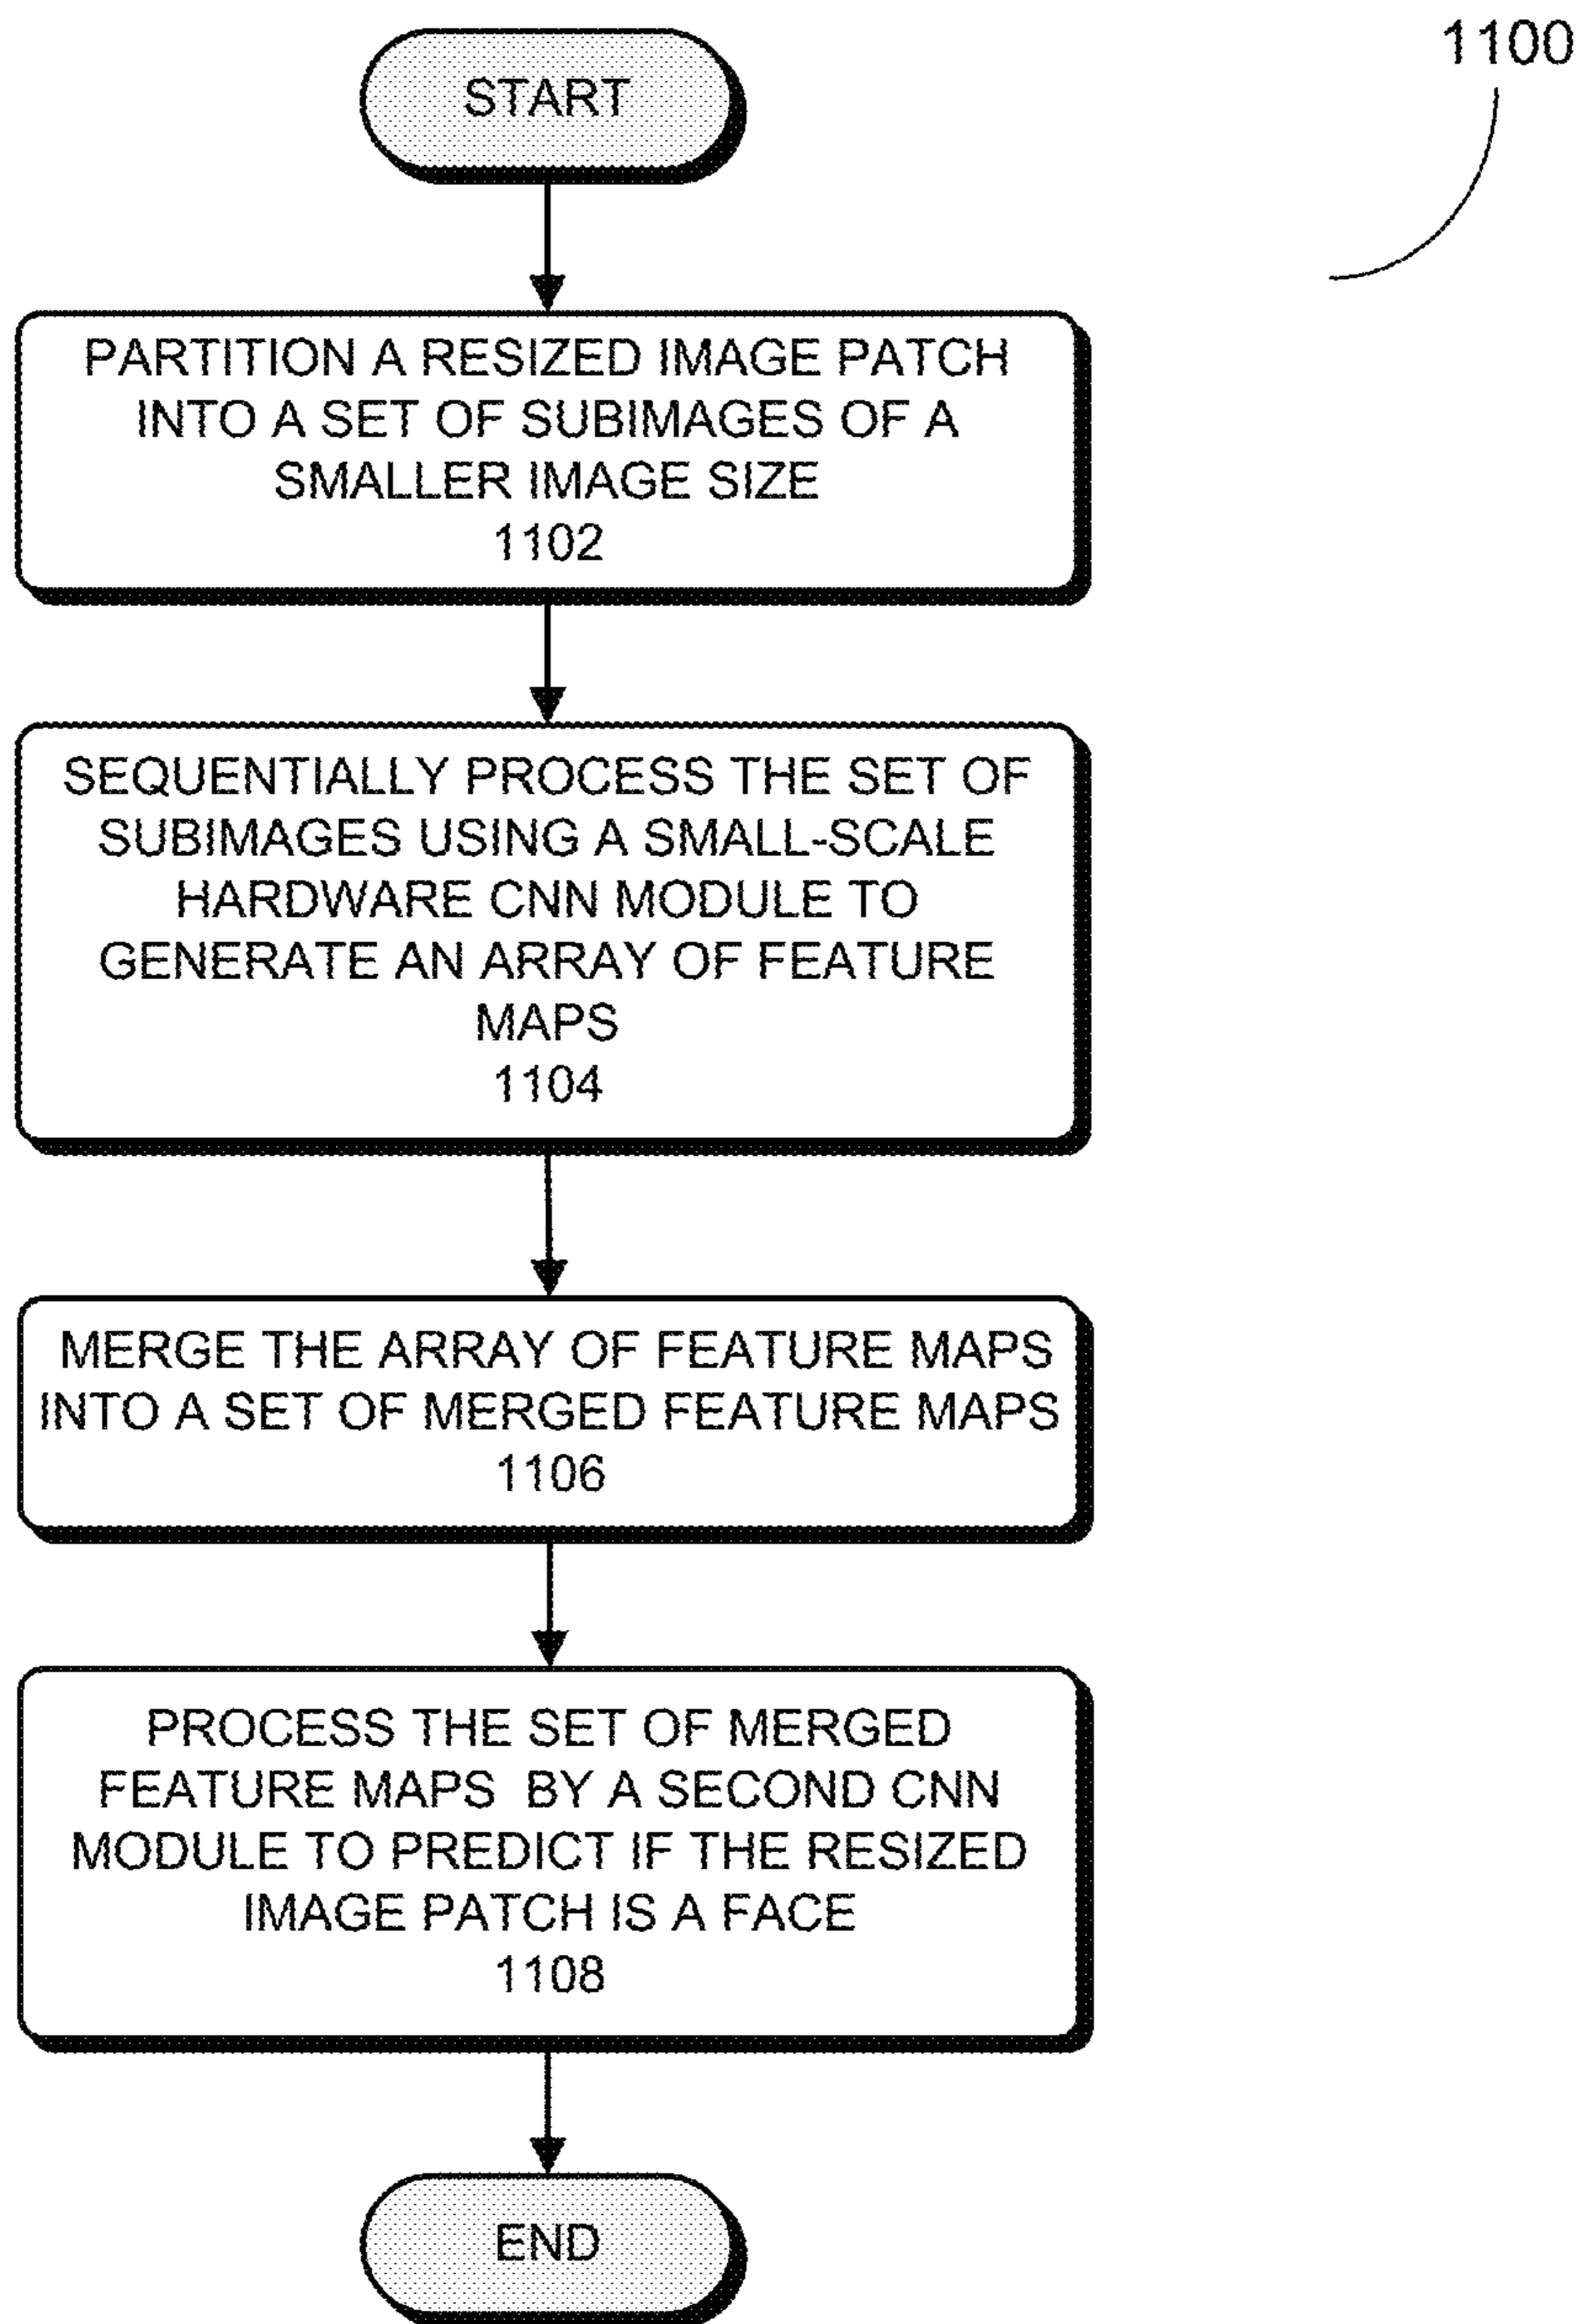 1100
START
PARTITION A RESIZED IMAGE PATCH
INTO A SET OF SUBIMAGES OF A
SMALLER IMAGE SIZE
1102
SEQUENTIALLY PROCESS THE SET OF
SUBIMAGES USING A SMALL-SCALE
HARDWARE CNN MODULE TO
GENERATE AN ARRAY OF FEATURE
MAPS
1104
MERGE THE ARRAY OF FEATURE MAPS
INTO A SET OF MERGED FEATURE MAPS
1106
PROCESS THE SET OF MERGED
FEATURE MAPS BY A SECOND CNN
MODULE TO PREDICT IF THE RESIZED
IMAGE PATCH IS A FACE
1108
END